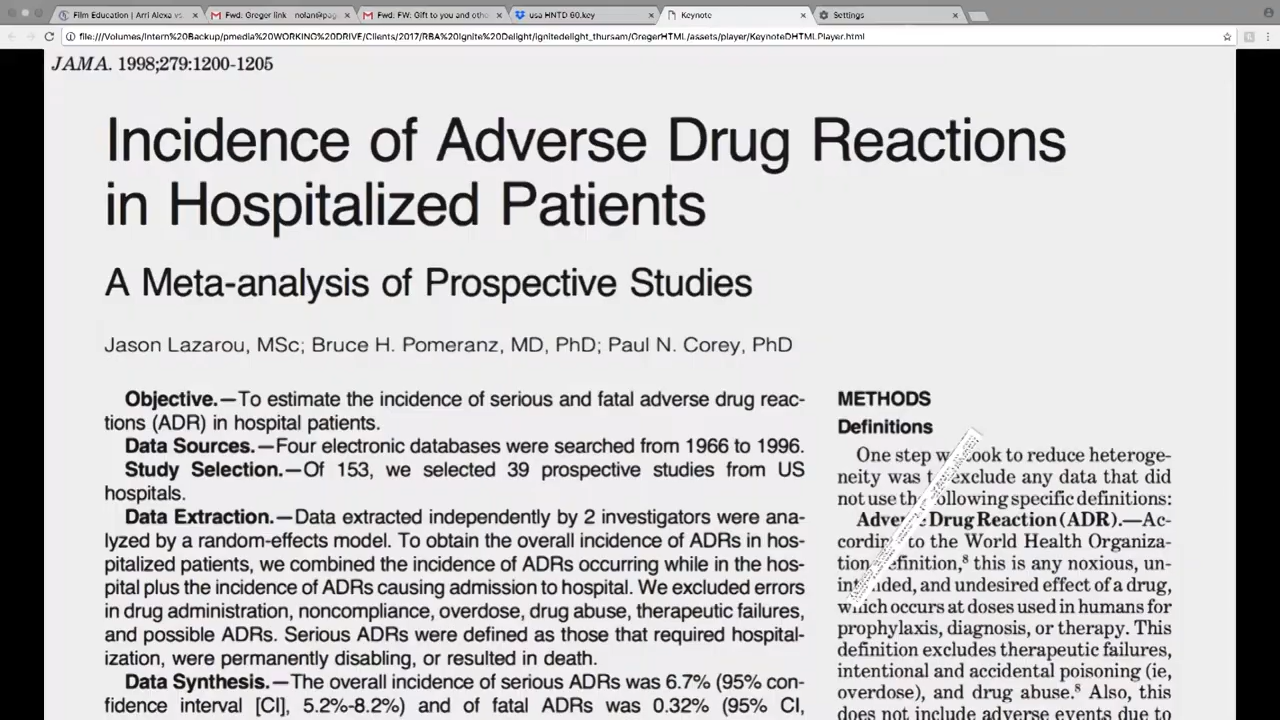 Film Education | Arri Alexa vs.
Fwd: Greger link - nolan@pag
Fwd: FW: Gift to you and othe
usa HNTD 60.key
Keynote
Settings
file:///Volumes/Intern%20Backup/pmedia%20WORKING%20DRIVE/Clients/2017/RBA%20Ignite%20Delight/ignitedelight_thursam/GregerHTML/assets/player/KeynoteDHTMLPlayer.html
JAMA. 1998;279:1200-1205
Incidence of Adverse Drug Reactions
in Hospitalized Patients
A Meta-analysis of Prospective Studies
Jason Lazarou, MSc; Bruce H. Pomeranz, MD, PhD; Paul N. Corey, PhD
Objective.—To estimate the incidence of serious and fatal adverse drug reac-
tions (ADR) in hospital patients.
Data Sources.—Four electronic databases were searched from 1966 to 1996.
Study Selection.—Of 153, we selected 39 prospective studies from US
hospitals.
Data Extraction.—Data extracted independently by 2 investigators were ana-
lyzed by a random-effects model. To obtain the overall incidence of ADRs in hos-
pitalized patients, we combined the incidence of ADRs occurring while in the hos-
pital plus the incidence of ADRs causing admission to hospital. We excluded errors
in drug administration, noncompliance, overdose, drug abuse, therapeutic failures,
and possible ADRs. Serious ADRs were defined as those that required hospital-
ization, were permanently disabling, or resulted in death.
Data Synthesis.—The overall incidence of serious ADRs was 6.7% (95% con-
fidence interval [CI], 5.2%-8.2%) and of fatal ADRs was 0.32% (95% CI,
METHODS
Definitions
One step we took to reduce heteroge-
neity was to exclude any data that did
not use the following specific definitions:
Adverse Drug Reaction (ADR).—Ac-
cording to the World Health Organiza-
tion definition,⁸ this is any noxious, un-
intended, and undesired effect of a drug,
which occurs at doses used in humans for
prophylaxis, diagnosis, or therapy. This
definition excludes therapeutic failures,
intentional and accidental poisoning (ie,
overdose), and drug abuse.⁸ Also, this
does not include adverse events due to